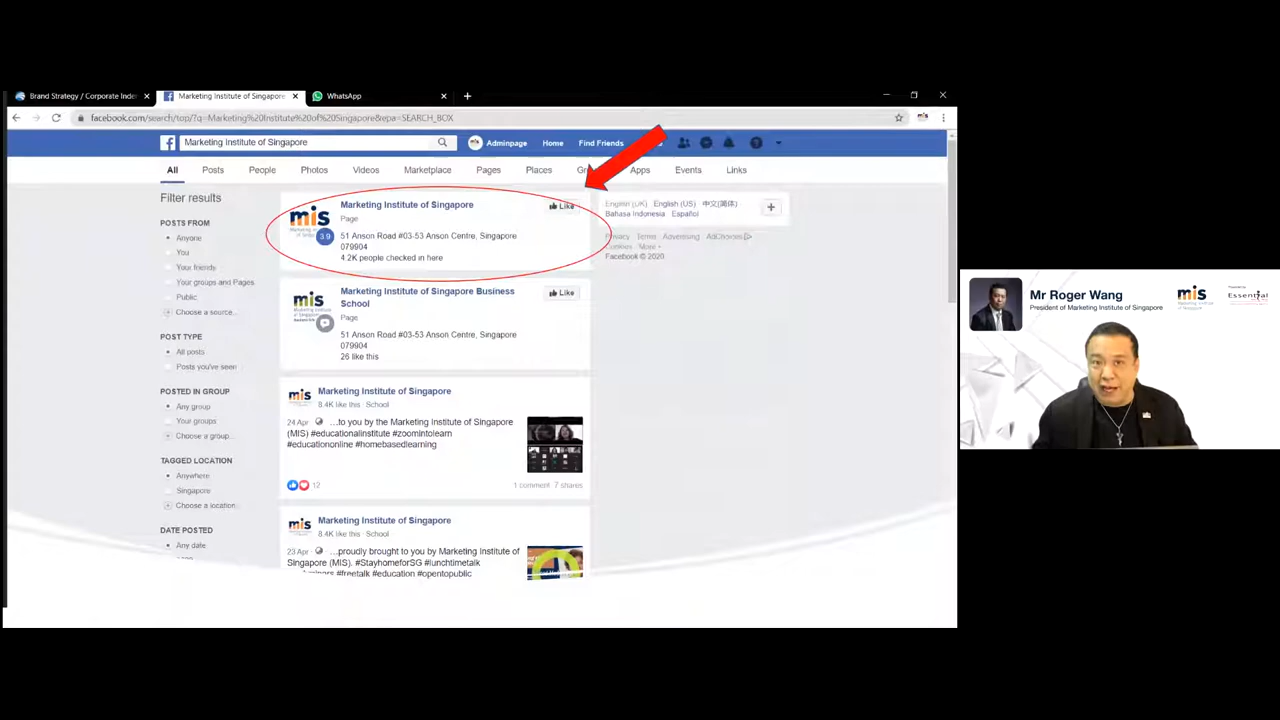 Brand Strategy / Corporate Inde
Marketing Institute of Singapore
WhatsApp
facebook.com/search/top/?q=Marketing%20Institute%20of%20Singapore&epa=SEARCH_BOX
Marketing Institute of Singapore
Adminpage
Home
Find Friends
All
Posts
People
Photos
Videos
Marketplace
Pages
Places
Apps
Events
Links
Filter results
POSTS FROM
Anyone
You
Your friends
Your groups and Pages
Public
Choose a source...
POST TYPE
All posts
Posts you've seen
POSTED IN GROUP
Any group
Your groups
Choose a group...
TAGGED LOCATION
Anywhere
Singapore
Choose a location...
DATE POSTED
Any date
mis
3.9
Marketing Institute of Singapore
Page
Like
51 Anson Road #03-53 Anson Centre, Singapore
079904
4.2K people checked in here
mis
Marketing Institute of Singapore Business
School
Page
Like
51 Anson Road #03-53 Anson Centre, Singapore
079904
26 like this
mis
Marketing Institute of Singapore
8.4K like this · School
24 Apr · ...to you by the Marketing Institute of Singapore
(MIS) #educationalinstitute #zoomintolearn
#educationonline #homebasedlearning
12
1 comment 7 shares
mis
Marketing Institute of Singapore
8.4K like this · School
23 Apr · ...proudly brought to you by Marketing Institute of
Singapore (MIS). #StayhomeforSG #lunchtimetalk
#freetalk #education #opentopublic
English (UK) · English (US) · 中文(简体) ·
Bahasa Indonesia · Español
Privacy · Terms · Advertising · AdChoices
Cookies · More
Facebook © 2020
Mr Roger Wang
President of Marketing Institute of Singapore
mis
Essential